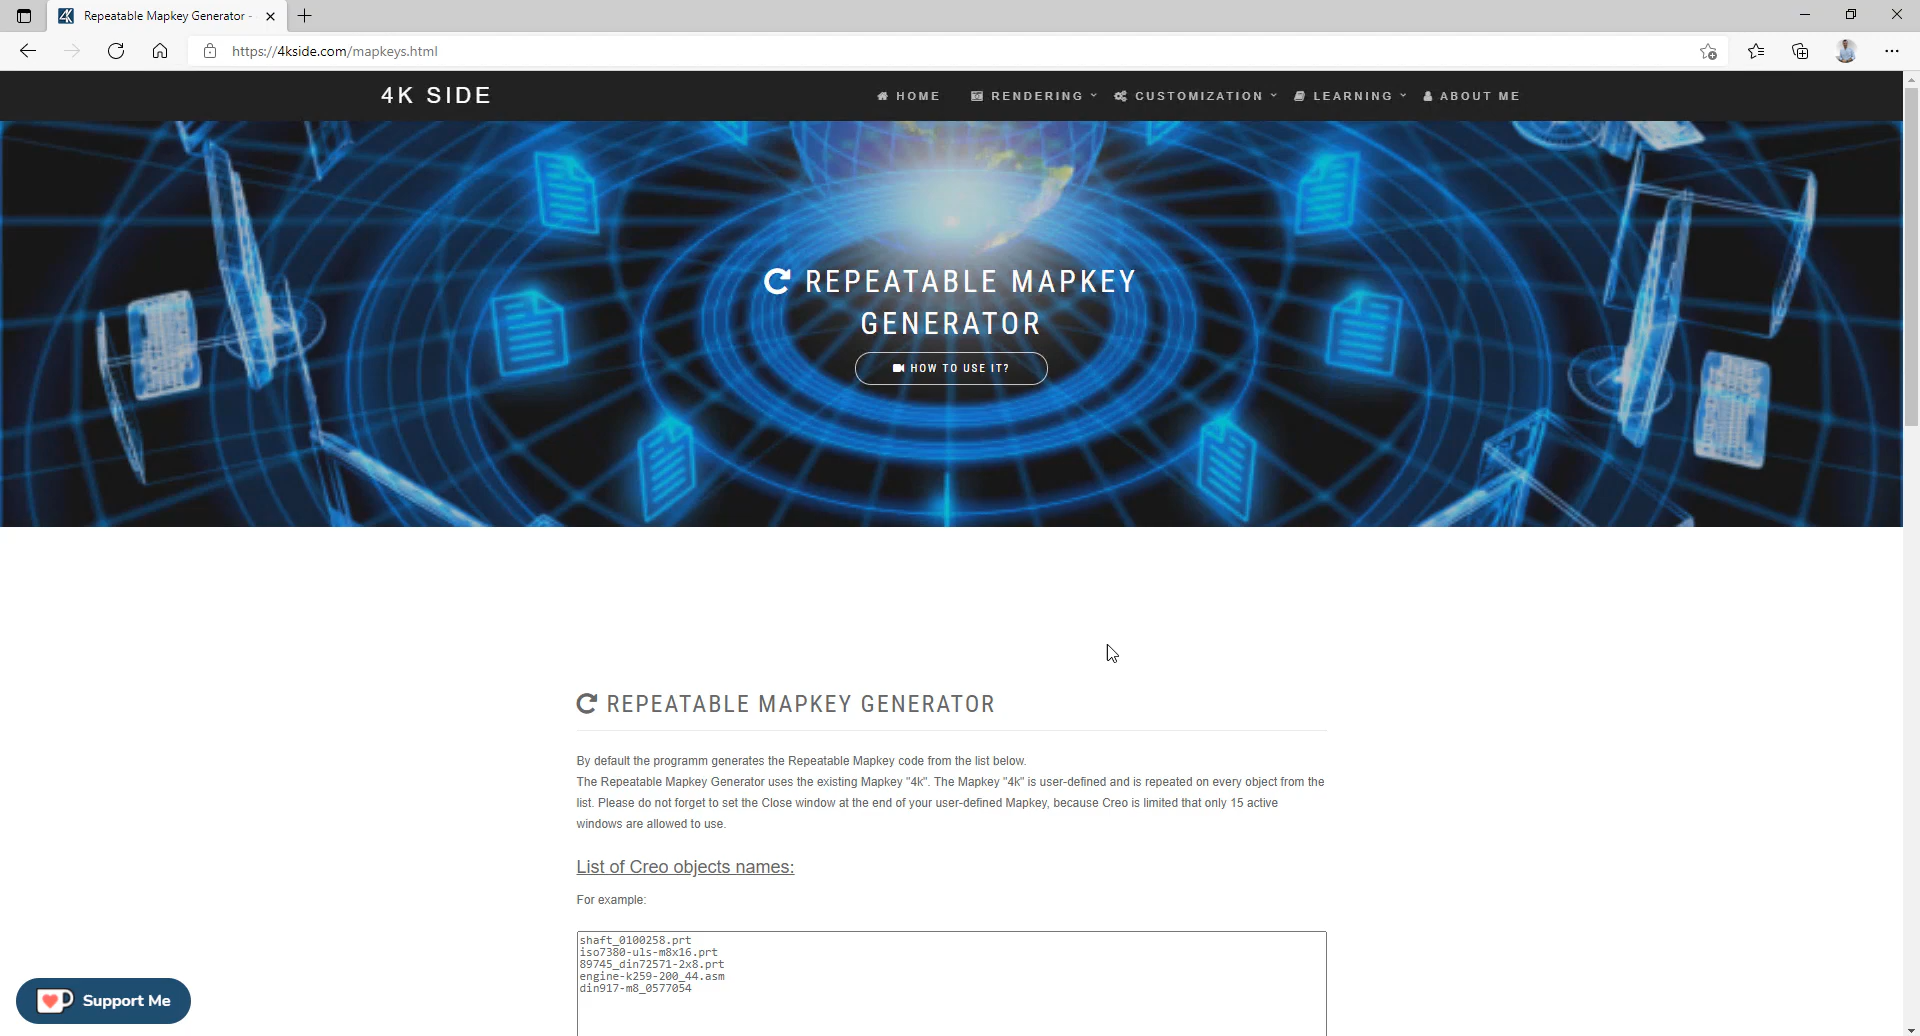 Repeatable Mapkey Generator -
https://4kside.com/mapkeys.html
4K SIDE
HOME
RENDERING
CUSTOMIZATION
LEARNING
ABOUT ME
REPEATABLE MAPKEY
GENERATOR
HOW TO USE IT?
REPEATABLE MAPKEY GENERATOR
By default the programm generates the Repeatable Mapkey code from the list below.
The Repeatable Mapkey Generator uses the existing Mapkey "4k". The Mapkey "4k" is user-defined and is repeated on every object from the
list. Please do not forget to set the Close window at the end of your user-defined Mapkey, because Creo is limited that only 15 active
windows are allowed to use.
List of Creo objects names:
For example:
shaft_0100258.prt
iso7380-uls-m8x16.prt
89745_din72571-2x8.prt
engine-k259-200_44.asm
din917-m8_0577054
Support Me